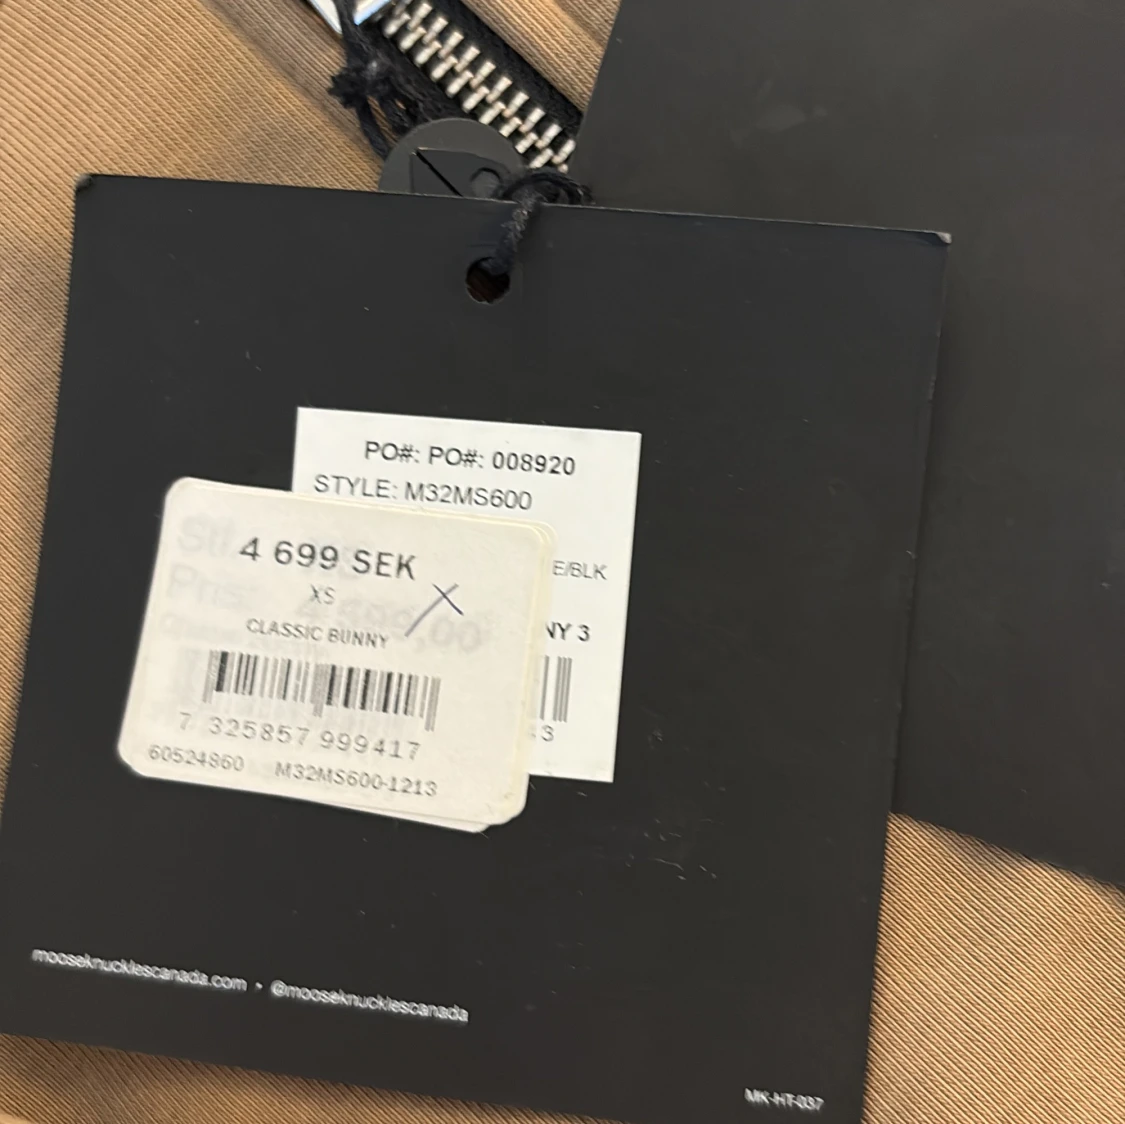 PO#: PO#: 008920
STYLE: M32MS600
E/BLK
NY 3
3
4 699 SEK
XS
CLASSIC BUNNY
7 325857 999417
60524860 M32MS600-1213
mooseknucklescanada.com • @mooseknucklescanada
MK-HT-037